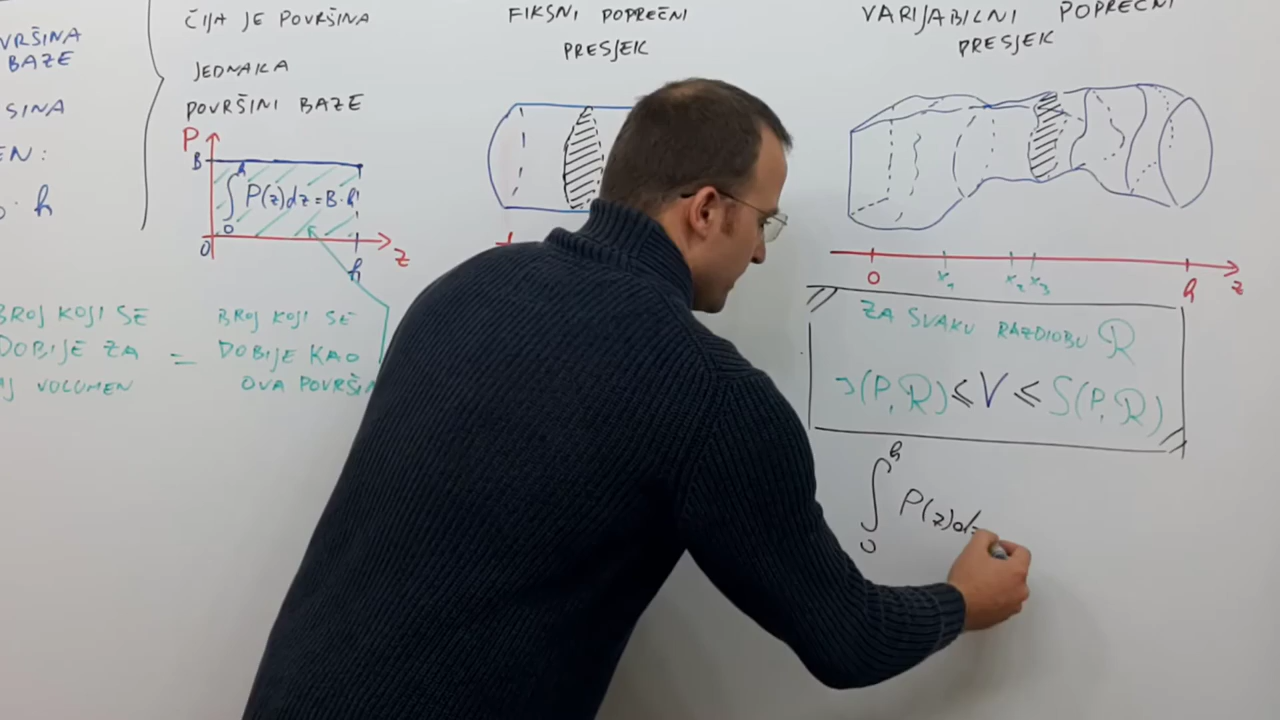 VRŠINA
BAZE
SINA
EN:
· h
ČIJA JE POVRŠINA
JEDNAKA
POVRŠINI BAZE
P
B
h
∫ P(z)dz = B·h
0
0
h
z
BROJ KOJI SE
DOBIJE ZA
VOLUMEN
=
BROJ KOJI SE
DOBIJE KAO
OVA POVRŠIN
FIKSNI POPREČNI
PRESJEK
VARIJABILNI POPREČNI
PRESJEK
0 x₁ x₂ x₃ h z
ZA SVAKU RAZDIOBU R
s(P,R) ≤ V ≤ S(P,R)
h
∫ P(z)dz
0